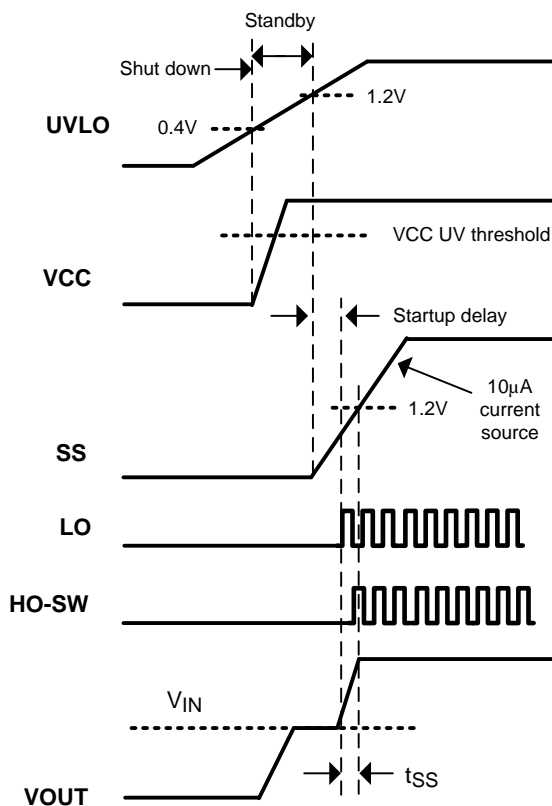 Standby
Shut down
1.2V
0.4V
UVLO
VCC UV threshold
VCC
Startup delay
10μA
current
source
1.2V
SS
LO
HO-SW
VIN
tSS
VOUT